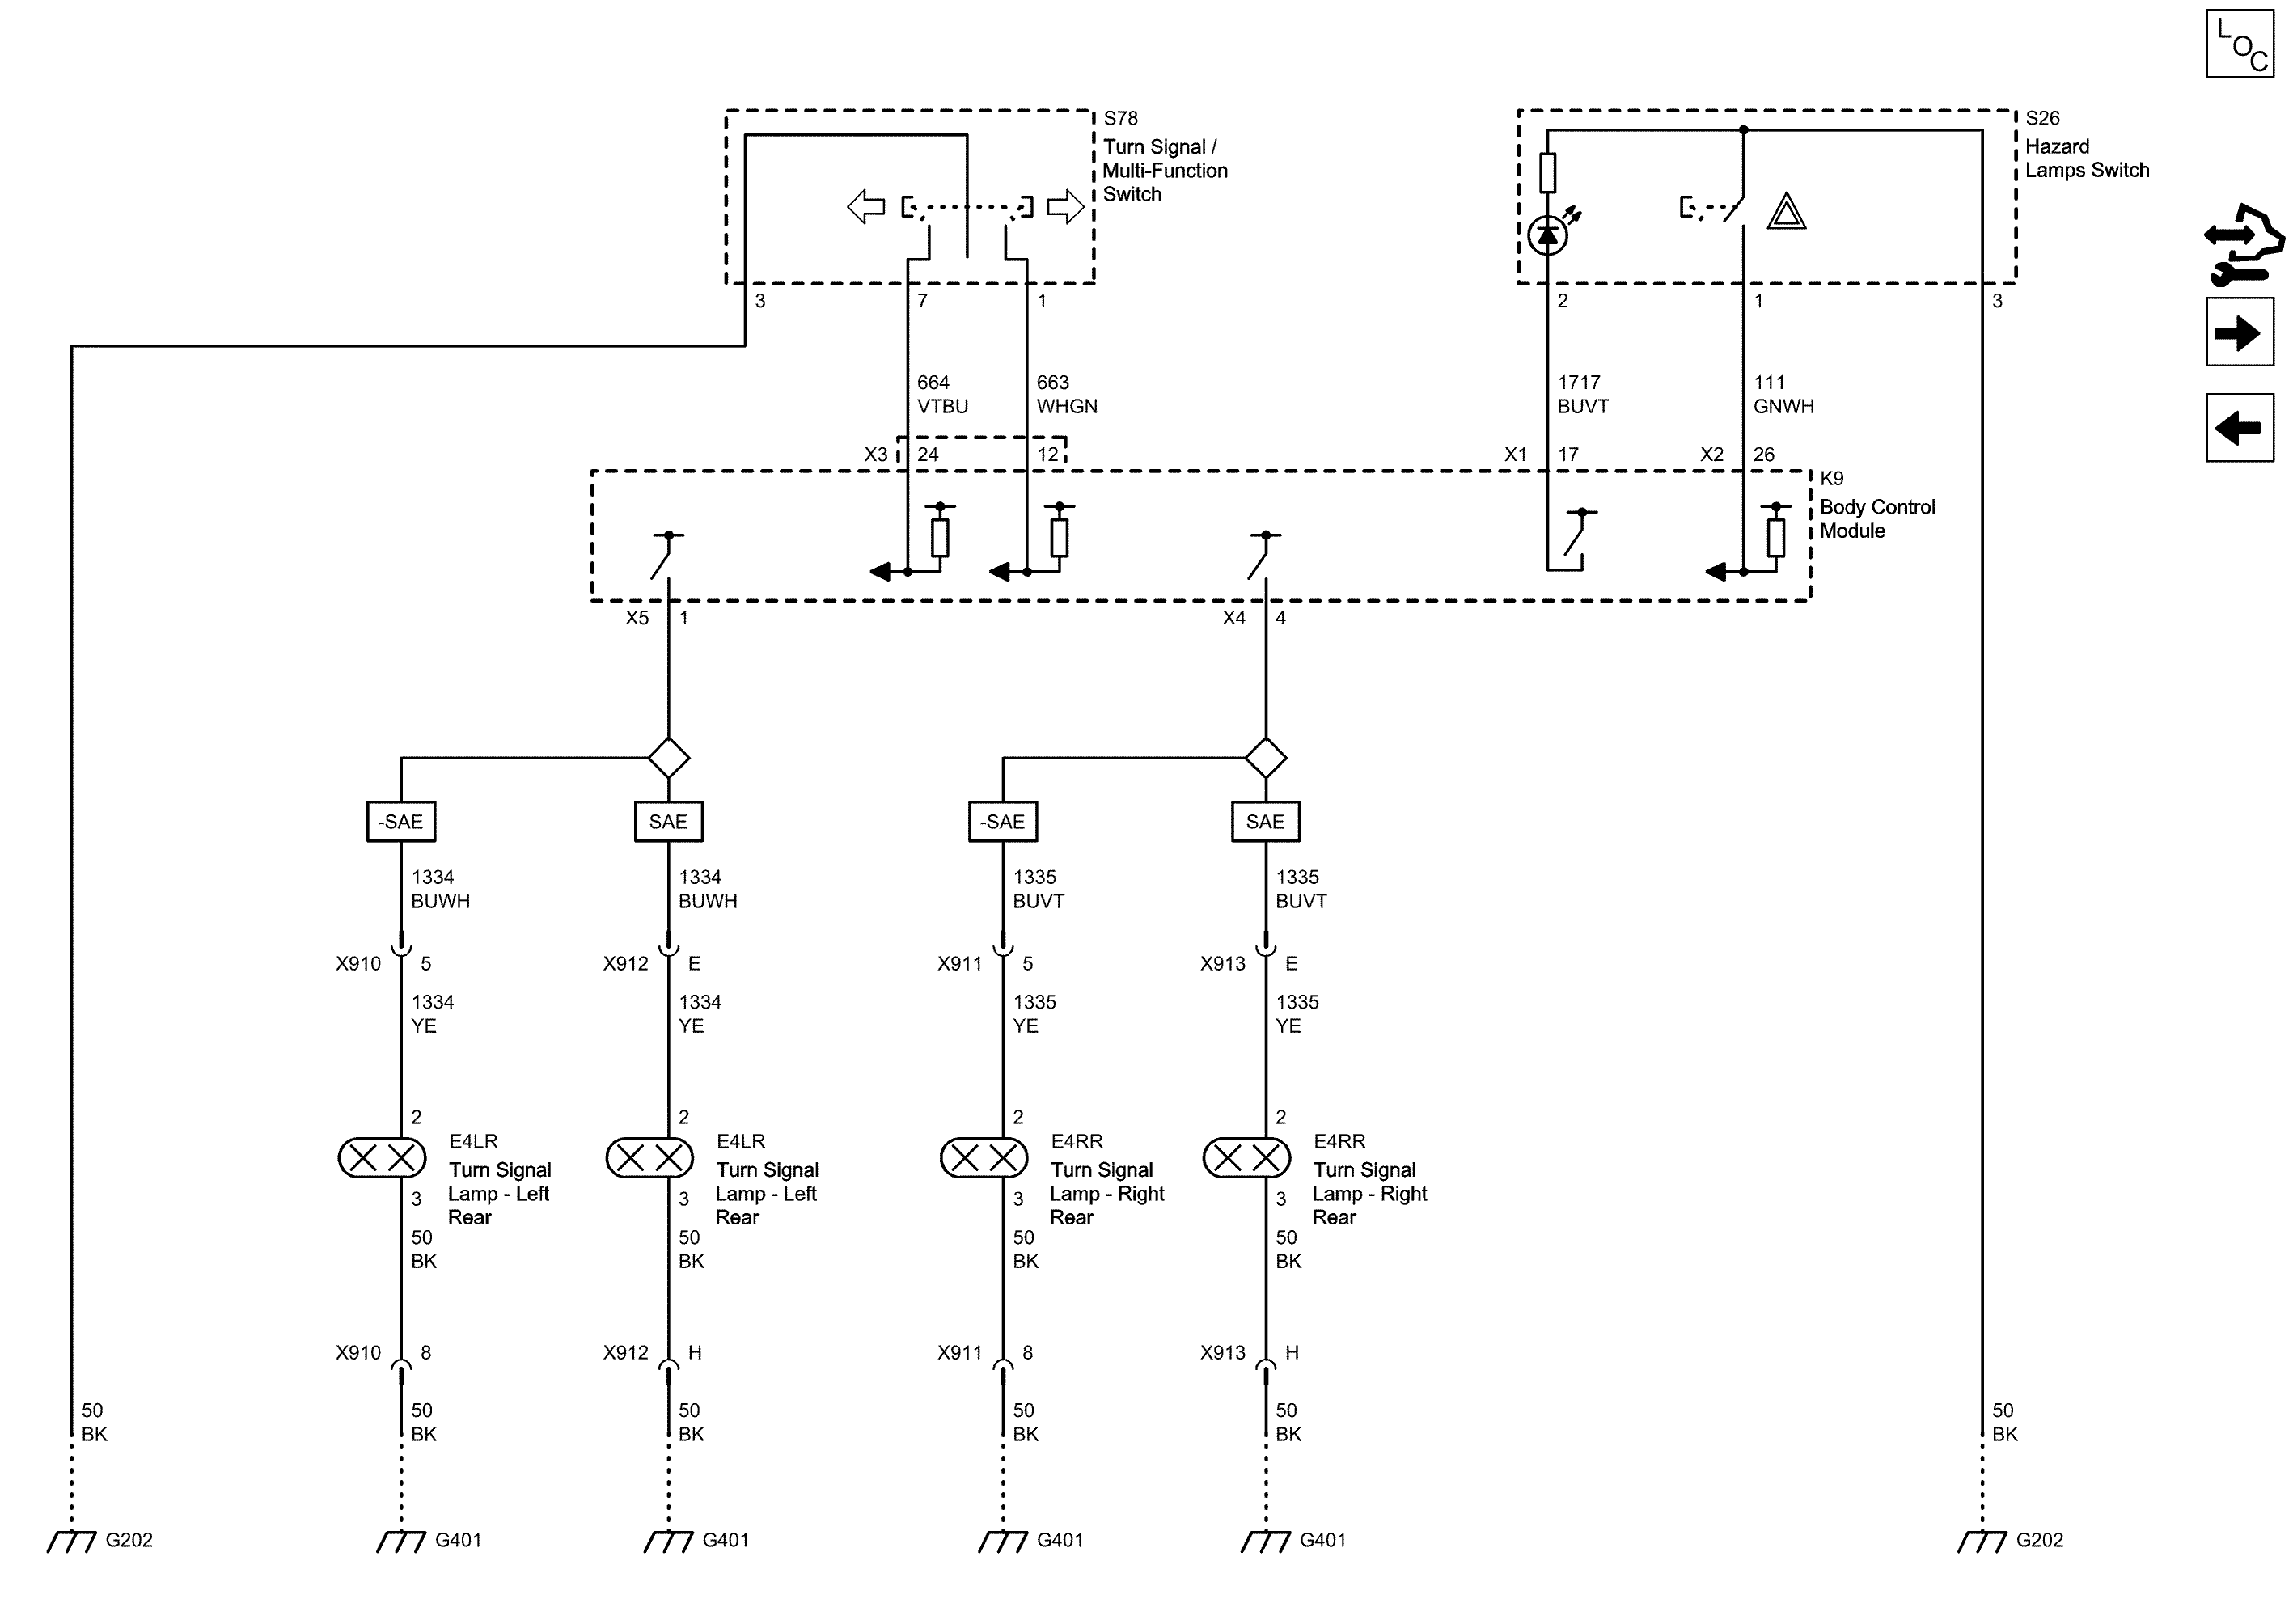 LOC
S78
Turn Signal /
Multi-Function
Switch
S26
Hazard
Lamps Switch
3
7
1
2
1
3
664
VTBU
663
WHGN
1717
BUVT
111
GNWH
X3
24
12
X1
17
X2
26
K9
Body Control
Module
X5
1
X4
4
-SAE
SAE
-SAE
SAE
1334
BUWH
1334
BUWH
1335
BUVT
1335
BUVT
X910
5
X912
E
X911
5
X913
E
1334
YE
1334
YE
1335
YE
1335
YE
2
2
2
2
E4LR
Turn Signal
Lamp - Left
Rear
E4LR
Turn Signal
Lamp - Left
Rear
E4RR
Turn Signal
Lamp - Right
Rear
E4RR
Turn Signal
Lamp - Right
Rear
3
3
3
3
50
BK
50
BK
50
BK
50
BK
X910
8
X912
H
X911
8
X913
H
50
BK
50
BK
50
BK
50
BK
50
BK
50
BK
G202
G401
G401
G401
G401
G202